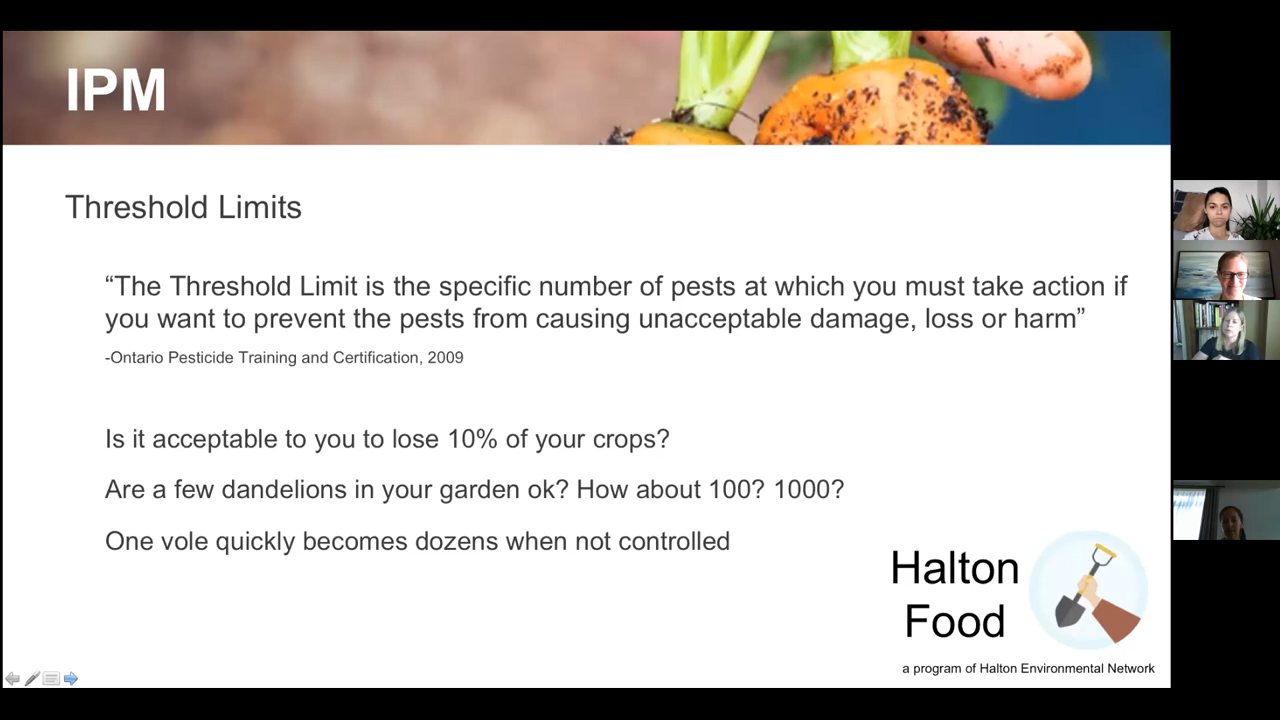 IPM
Threshold Limits
“The Threshold Limit is the specific number of pests at which you must take action if
you want to prevent the pests from causing unacceptable damage, loss or harm”
-Ontario Pesticide Training and Certification, 2009
Is it acceptable to you to lose 10% of your crops?
Are a few dandelions in your garden ok? How about 100? 1000?
One vole quickly becomes dozens when not controlled
Halton
Food
a program of Halton Environmental Network